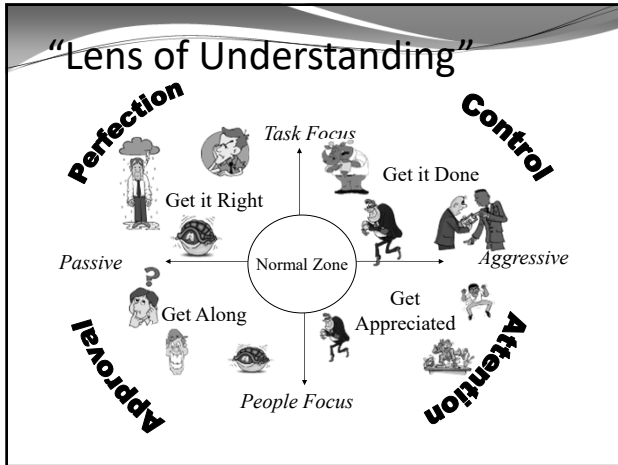 “Lens of Understanding”
Perfection
Control
Task Focus
Get it Right
Get it Done
Passive
Normal Zone
Aggressive
?
Get Along
Get
Appreciated
Approval
Attention
People Focus